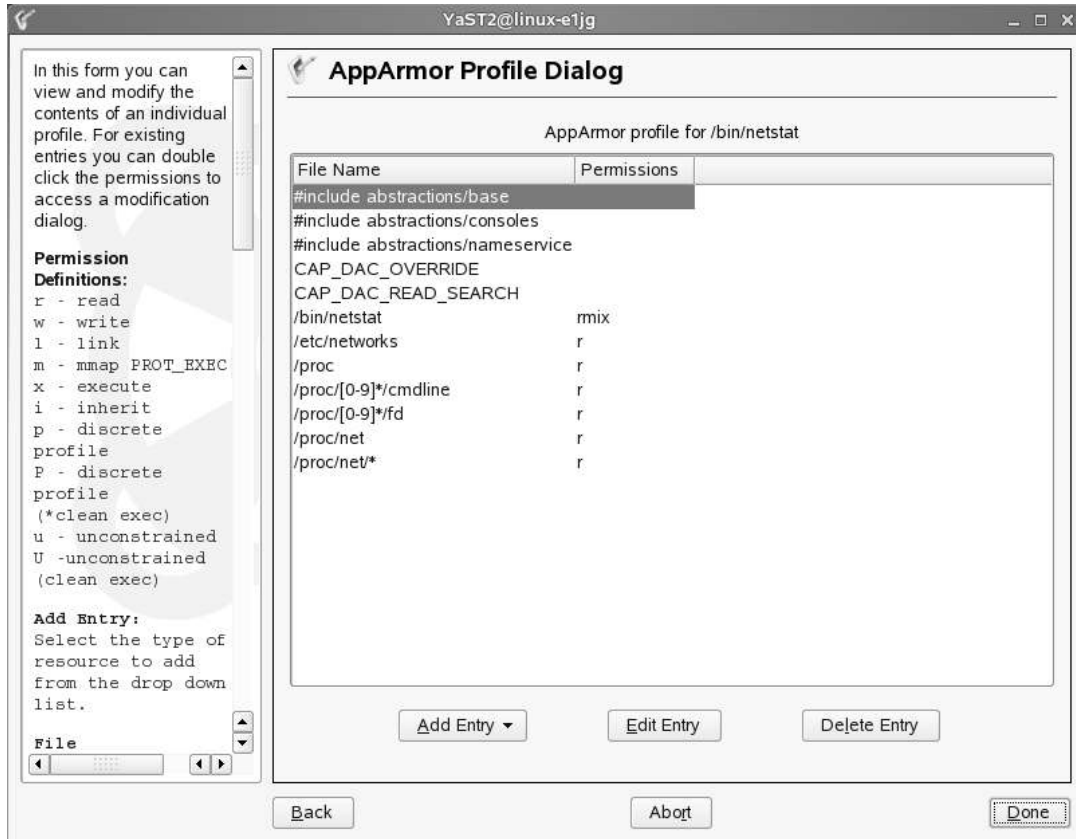 YaST2@linux-e1jg
In this form you can
view and modify the
contents of an individual
profile. For existing
entries you can double
click the permissions to
access a modification
dialog.
Permission
Definitions:
r - read
w - write
l - link
m - mmap PROT_EXEC
x - execute
i - inherit
p - discrete
profile
P - discrete
profile
(*clean exec)
u - unconstrained
U -unconstrained
(clean exec)
Add Entry:
Select the type of
resource to add
from the drop down
list.
File
AppArmor Profile Dialog
AppArmor profile for /bin/netstat
File Name Permissions
#include abstractions/base
#include abstractions/consoles
#include abstractions/nameservice
CAP_DAC_OVERRIDE
CAP_DAC_READ_SEARCH
/bin/netstat rmix
/etc/networks r
/proc r
/proc/[0-9]*/cmdline r
/proc/[0-9]*/fd r
/proc/net r
/proc/net/* r
Add Entry Edit Entry Delete Entry
Back Abort Done